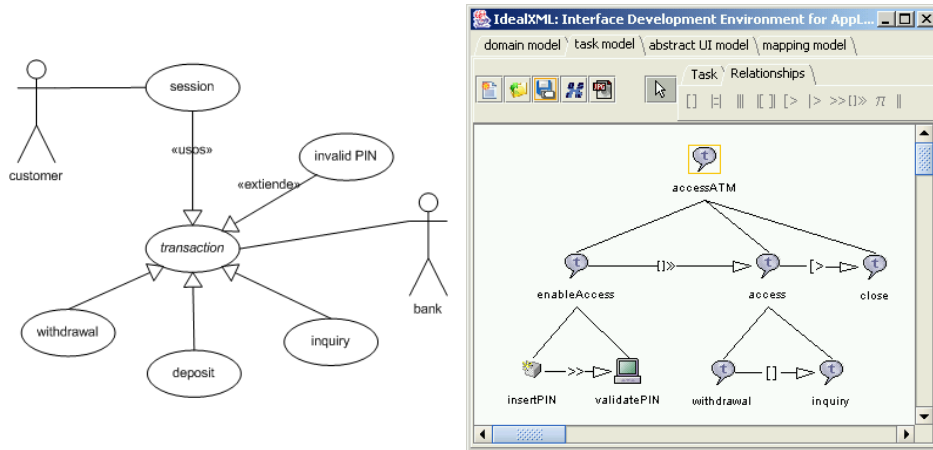 session
«usos»
invalid PIN
customer
«extiende»
transaction
bank
withdrawal
inquiry
deposit
IdealXML: Interface Development Environment for AppL...
domain model \ task model \ abstract UI model \ mapping model \
Task \ Relationships \
[] |=| ||| |[]| [> |> >> []» π ||
t
accessATM
t []» t [> t
enableAccess access close
>> t [] t
insertPIN validatePIN withdrawal inquiry